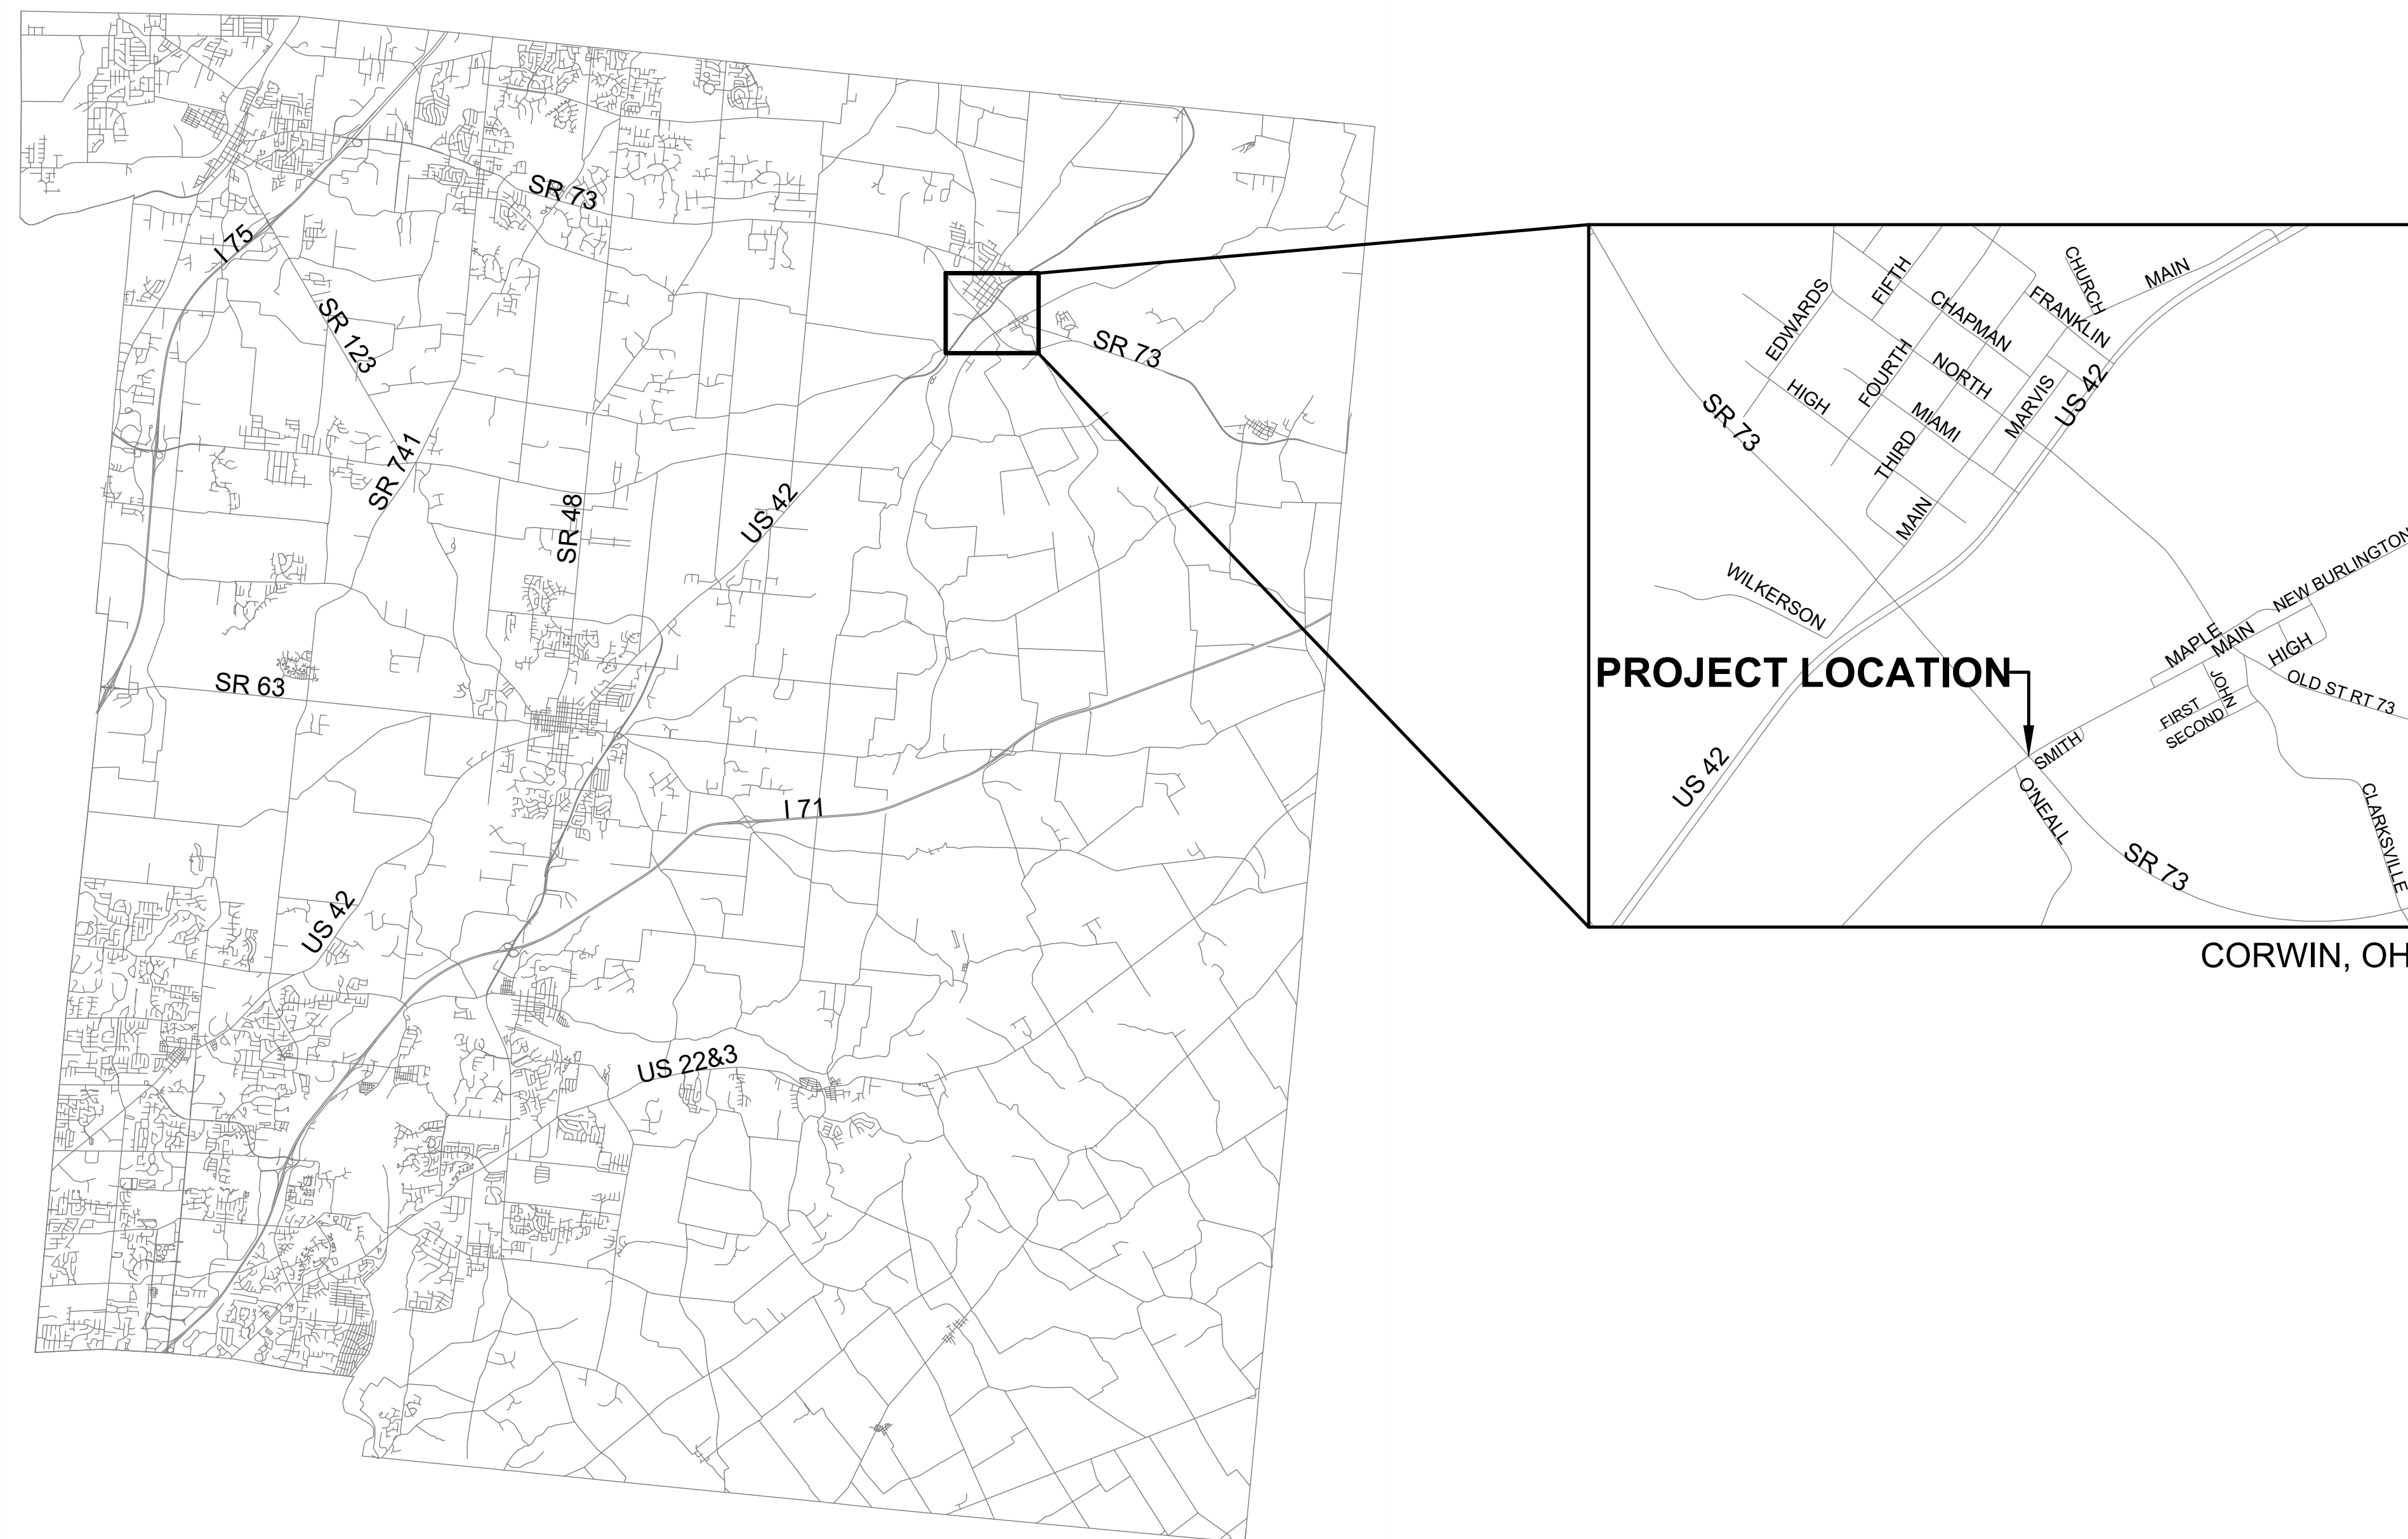 SR 73
I 75
SR 123
SR 73
SR 741
SR 48
US 42
SR 63
I 71
US 42
US 22&3
CHURCH
MAIN
FIFTH
EDWARDS
CHAPMAN
FRANKLIN
FOURTH
NORTH
HIGH
MARVIS
US 42
SR 73
MIAMI
THIRD
MAIN
WILKERSON
NEW BURLINGTON
MAPLE
MAIN
HIGH
PROJECT LOCATION
JOHN
OLD ST RT 73
FIRST
SECOND
SMITH
US 42
O'NEALL
CLARKSVILLE
SR 73
CORWIN, OH